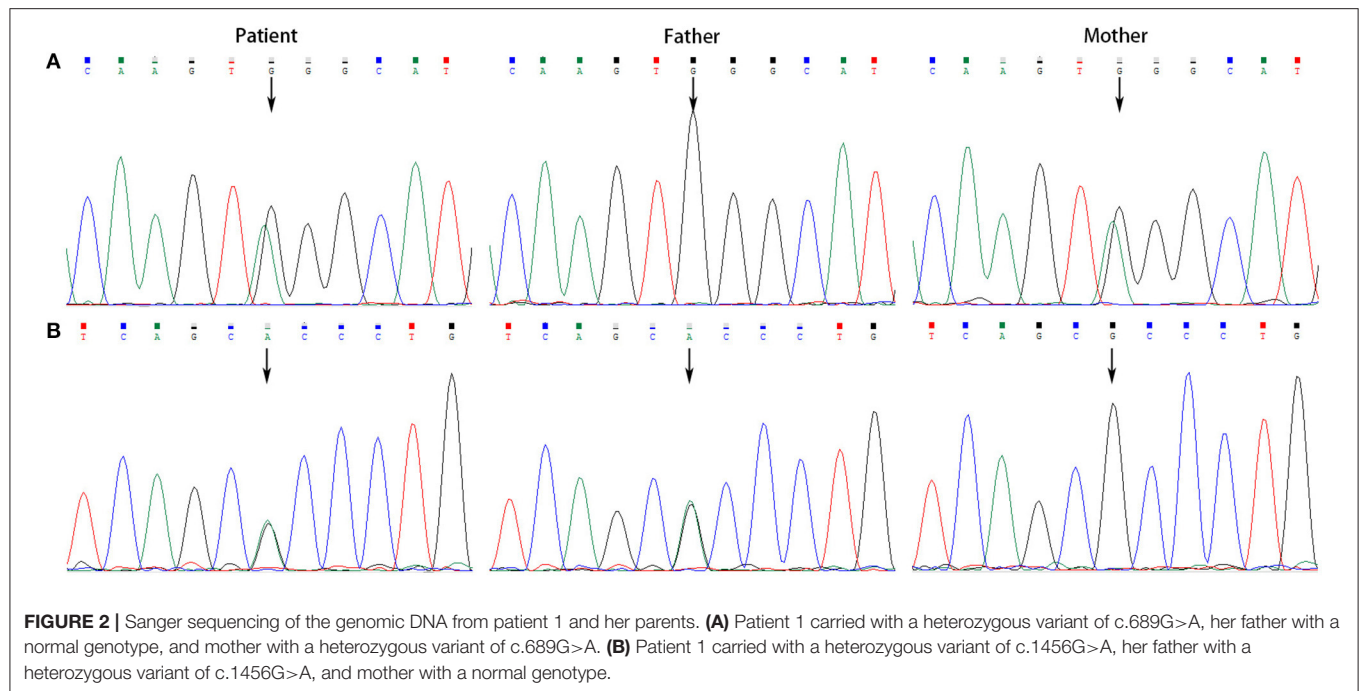 Patient Father Mother
A C A A G T G G G C A T C A A G T G G G C A T C A A G T G G G C A T
B T C A G C A C C C T G T C A G C A C C C T G T C A G C G C C C T G
FIGURE 2 | Sanger sequencing of the genomic DNA from patient 1 and her parents. (A) Patient 1 carried with a heterozygous variant of c.689G>A, her father with a
normal genotype, and mother with a heterozygous variant of c.689G>A. (B) Patient 1 carried with a heterozygous variant of c.1456G>A, her father with a
heterozygous variant of c.1456G>A, and mother with a normal genotype.